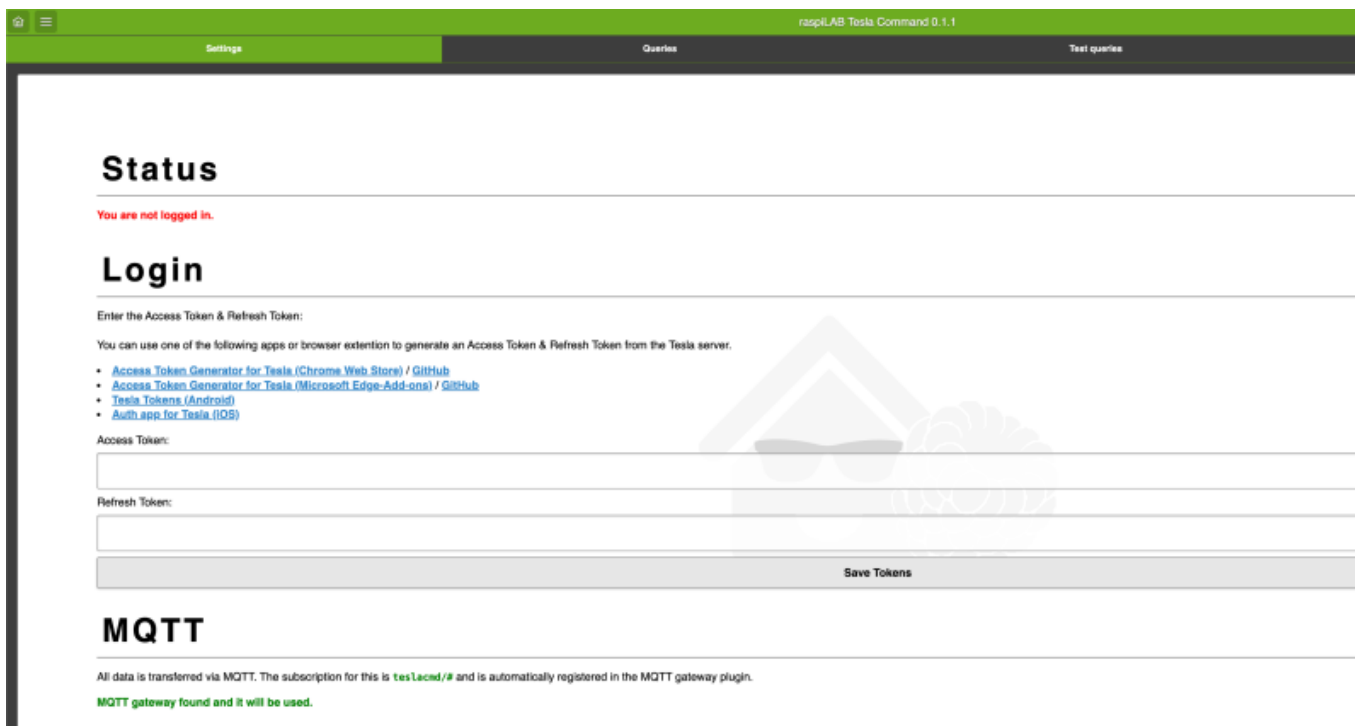 raspiLAB Tesla Command 0.1.1
Settings Queries Test queries
Status
You are not logged in.
Login
Enter the Access Token & Refresh Token:
You can use one of the following apps or browser extention to generate an Access Token & Refresh Token from the Tesla server.
• Access Token Generator for Tesla (Chrome Web Store) / GitHub
• Access Token Generator for Tesla (Microsoft Edge-Add-ons) / GitHub
• Tesla Tokens (Android)
• Auth app for Tesla (iOS)
Access Token:
Refresh Token:
Save Tokens
MQTT
All data is transferred via MQTT. The subscription for this is teslacmd/# and is automatically registered in the MQTT gateway plugin.
MQTT gateway found and it will be used.